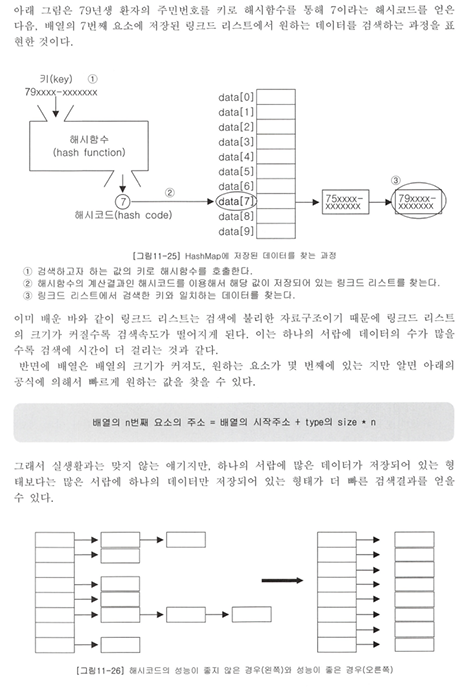 아래 그림은 79년생 환자의 주민번호를 키로 해시함수를 통해 7이라는 해시코드를 얻은
다음, 배열의 7번째 요소에 저장된 링크드 리스트에서 원하는 데이터를 검색하는 과정을 표
현한 것이다.
키(key) ①
79xxxx-xxxxxxx
해시함수
(hash function)
7
해시코드(hash code)
②
data[0]
data[1]
data[2]
data[3]
data[4]
data[5]
data[6]
data[7]
data[8]
data[9]
75xxxx-
xxxxxxx
③
79xxxx-
xxxxxxx
[그림11-25] HashMap에 저장된 데이터를 찾는 과정
① 검색하고자 하는 값의 키로 해시함수를 호출한다.
② 해시함수의 계산결과인 해시코드를 이용해서 해당 값이 저장되어 있는 링크드 리스트를 찾는다.
③ 링크드 리스트에서 검색한 키와 일치하는 데이터를 찾는다.
이미 배운 바와 같이 링크드 리스트는 검색에 불리한 자료구조이기 때문에 링크드 리스트
의 크기가 커질수록 검색속도가 떨어지게 된다. 이는 하나의 서랍에 데이터의 수가 많을
수록 검색에 시간이 더 걸리는 것과 같다.
반면에 배열은 배열의 크기가 커져도, 원하는 요소가 몇 번째에 있는 지만 알면 아래의
공식에 의해서 빠르게 원하는 값을 찾을 수 있다.
배열의 n번째 요소의 주소 = 배열의 시작주소 + type의 size * n
그래서 실생활과는 맞지 않는 얘기지만, 하나의 서랍에 많은 데이터가 저장되어 있는 형
태보다는 많은 서랍에 하나의 데이터만 저장되어 있는 형태가 더 빠른 검색결과를 얻을
수 있다.
[그림11-26] 해시코드의 성능이 좋지 않은 경우(왼쪽)와 성능이 좋은 경우(오른쪽)